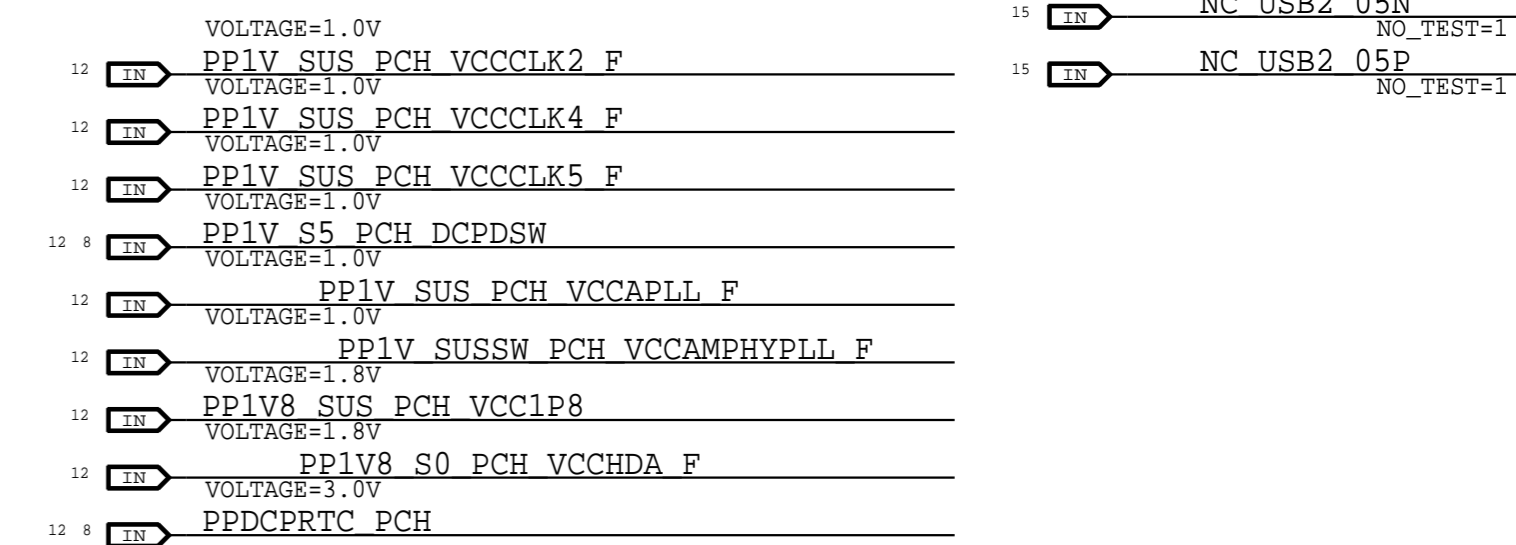 VOLTAGE=1.0V
12 IN PP1V_SUS_PCH_VCCCLK2_F
VOLTAGE=1.0V
12 IN PP1V_SUS_PCH_VCCCLK4_F
VOLTAGE=1.0V
12 IN PP1V_SUS_PCH_VCCCLK5_F
VOLTAGE=1.0V
12 8 IN PP1V_S5_PCH_DCPDSW
VOLTAGE=1.0V
12 IN PP1V_SUS_PCH_VCCAPLL_F
VOLTAGE=1.0V
12 IN PP1V_SUSSW_PCH_VCCAMPHYPLL_F
VOLTAGE=1.8V
12 IN PP1V8_SUS_PCH_VCC1P8
VOLTAGE=1.8V
12 IN PP1V8_S0_PCH_VCCHDA_F
VOLTAGE=3.0V
12 8 IN PPDCPRTC_PCH
15 IN NC_USB2_05N
NO_TEST=1
15 IN NC_USB2_05P
NO_TEST=1